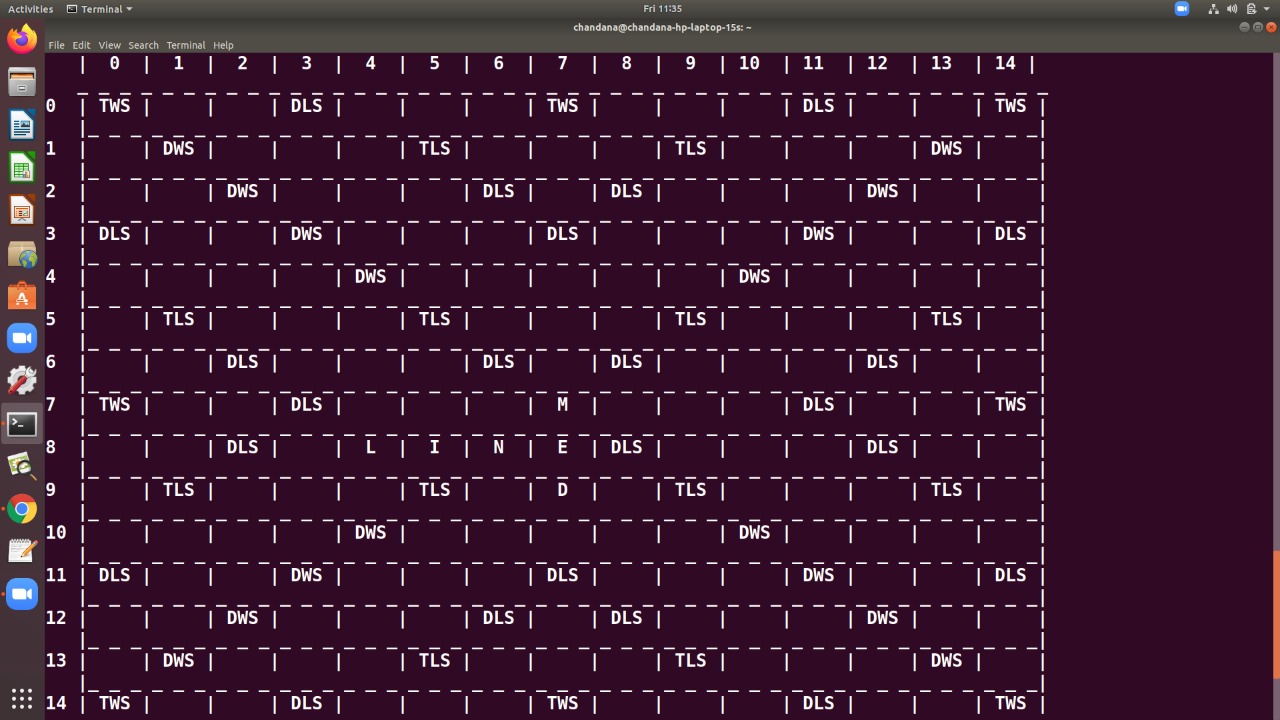 Activities Terminal Fri 11:35
chandana@chandana-hp-laptop-15s: ~
File Edit View Search Terminal Help
| 0 | 1 | 2 | 3 | 4 | 5 | 6 | 7 | 8 | 9 | 10 | 11 | 12 | 13 | 14 |
0 | TWS | | | DLS | | | | TWS | | | | DLS | | | TWS |
1 | | DWS | | | | TLS | | | | TLS | | | | DWS | |
2 | | | DWS | | | | DLS | | DLS | | | | DWS | | |
3 | DLS | | | DWS | | | | DLS | | | | DWS | | | DLS |
4 | | | | | DWS | | | | | | DWS | | | | |
5 | | TLS | | | | TLS | | | | TLS | | | | TLS | |
6 | | | DLS | | | | DLS | | DLS | | | | DLS | | |
7 | TWS | | | DLS | | | | M | | | | DLS | | | TWS |
8 | | | DLS | | L | I | N | E | DLS | | | | DLS | | |
9 | | TLS | | | | TLS | | D | | TLS | | | | TLS | |
10 | | | | | DWS | | | | | | DWS | | | | |
11 | DLS | | | DWS | | | | DLS | | | | DWS | | | DLS |
12 | | | DWS | | | | DLS | | DLS | | | | DWS | | |
13 | | DWS | | | | TLS | | | | TLS | | | | DWS | |
14 | TWS | | | DLS | | | | TWS | | | | DLS | | | TWS |